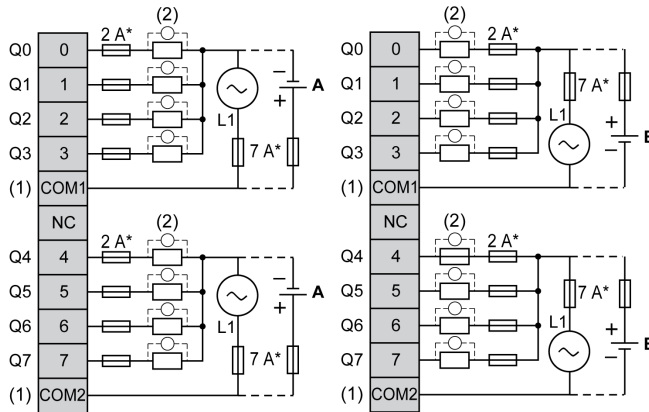 (2)
Q0 0 2 A*
Q1 1 − A
Q2 2 +
Q3 3 L1 7 A*
(1) COM1
NC
(2)
Q4 4 2 A*
Q5 5 − A
Q6 6 +
Q7 7 L1 7 A*
(1) COM2
(2)
Q0 0 2 A*
Q1 1 7 A*
Q2 2 L1 +
Q3 3 − B
(1) COM1
NC
(2)
Q4 4 2 A*
Q5 5 7 A*
Q6 6 L1 +
Q7 7 − B
(1) COM2